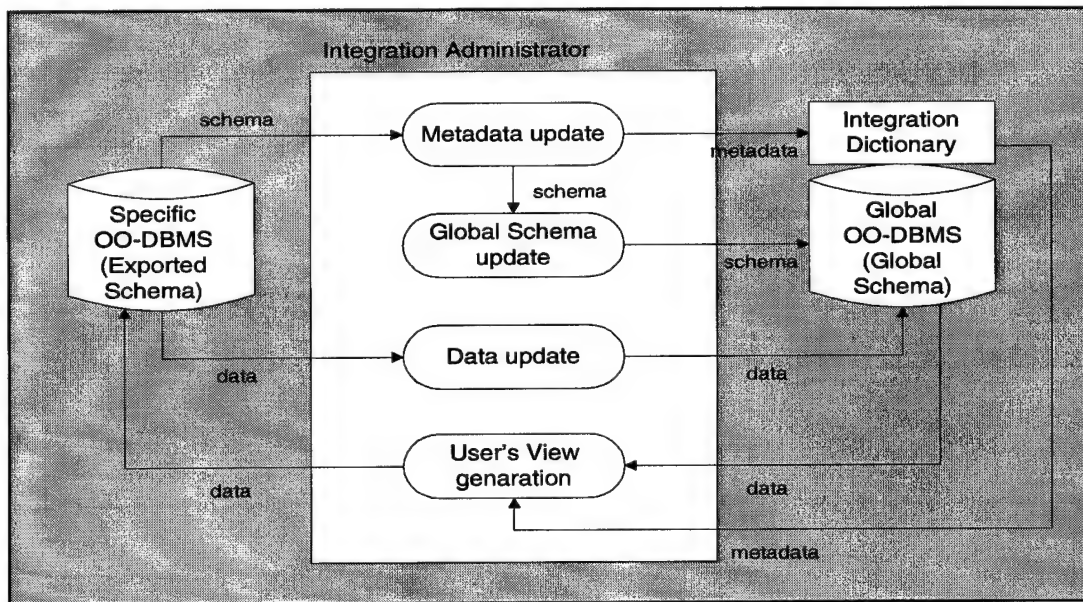 Integration Administrator
schema
Metadata update
metadata
Integration
Dictionary
schema
Specific
OO-DBMS
(Exported
Schema)
Global Schema
update
schema
Global
OO-DBMS
(Global
Schema)
data
Data update
data
User's View
genaration
data
data
metadata